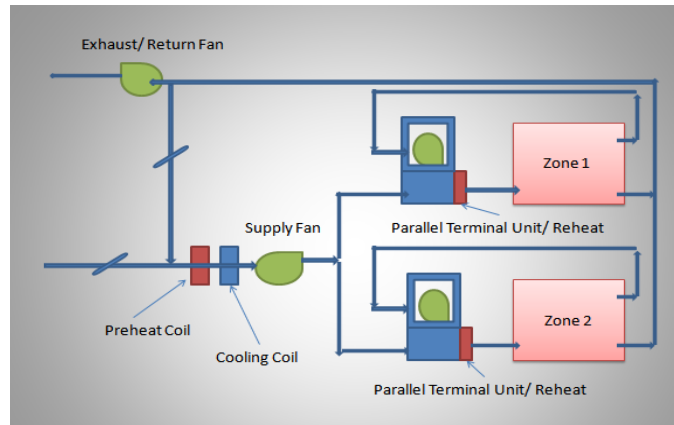 Exhaust/ Return Fan
Zone 1
Supply Fan
Parallel Terminal Unit/ Reheat
Preheat Coil
Zone 2
Cooling Coil
Parallel Terminal Unit/ Reheat